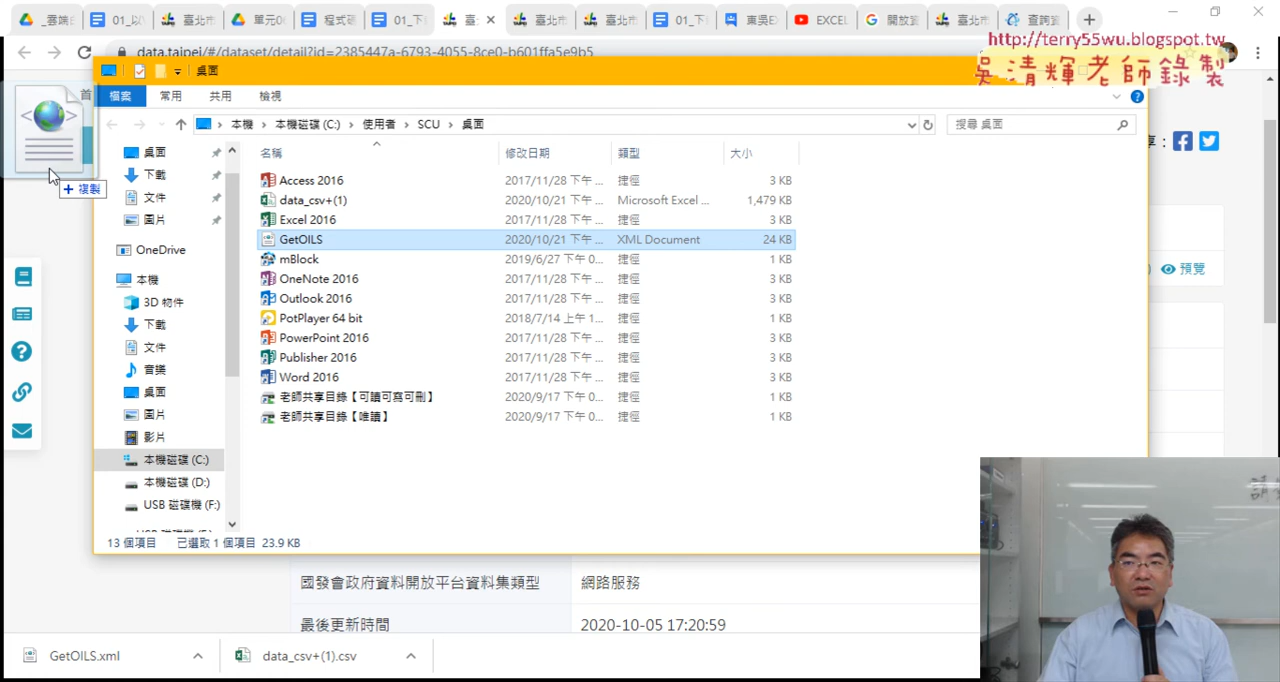 _雲端
01_以
臺北市
單元0
程式碼
01_下
臺
臺北市
臺北市
01_下
東吳E
EXCEL
開放資
臺北市
查詢資
data.taipei/#/dataset/detail?id=2385447a-6793-4055-8ce0-b601ffa5e9b5
http://terry55wu.blogspot.tw
吳清輝老師錄製
桌面
檔案 常用 共用 檢視
本機 > 本機磁碟 (C:) > 使用者 > SCU > 桌面
搜尋 桌面
首
+ 複製
名稱 修改日期 類型 大小
桌面
下載
文件
圖片
OneDrive
本機
3D 物件
下載
文件
音樂
桌面
圖片
影片
本機磁碟 (C:)
本機磁碟 (D:)
USB 磁碟機 (F:)
Access 2016 2017/11/28 下午 ... 捷徑 3 KB
data_csv+(1) 2020/10/21 下午 ... Microsoft Excel ... 1,479 KB
Excel 2016 2017/11/28 下午 ... 捷徑 3 KB
GetOILS 2020/10/21 下午 ... XML Document 24 KB
mBlock 2019/6/27 下午 0... 捷徑 1 KB
OneNote 2016 2017/11/28 下午 ... 捷徑 3 KB
Outlook 2016 2017/11/28 下午 ... 捷徑 3 KB
PotPlayer 64 bit 2018/7/14 上午 1... 捷徑 1 KB
PowerPoint 2016 2017/11/28 下午 ... 捷徑 3 KB
Publisher 2016 2017/11/28 下午 ... 捷徑 3 KB
Word 2016 2017/11/28 下午 ... 捷徑 3 KB
老師共享目錄【可讀可寫可刪】 2020/9/17 下午 0... 捷徑 1 KB
老師共享目錄【唯讀】 2020/9/17 下午 0... 捷徑 1 KB
預覽
13 個項目 已選取 1 個項目 23.9 KB
國發會政府資料開放平台資料集類型 網路服務
最後更新時間 2020-10-05 17:20:59
GetOILS.xml
data_csv+(1).csv